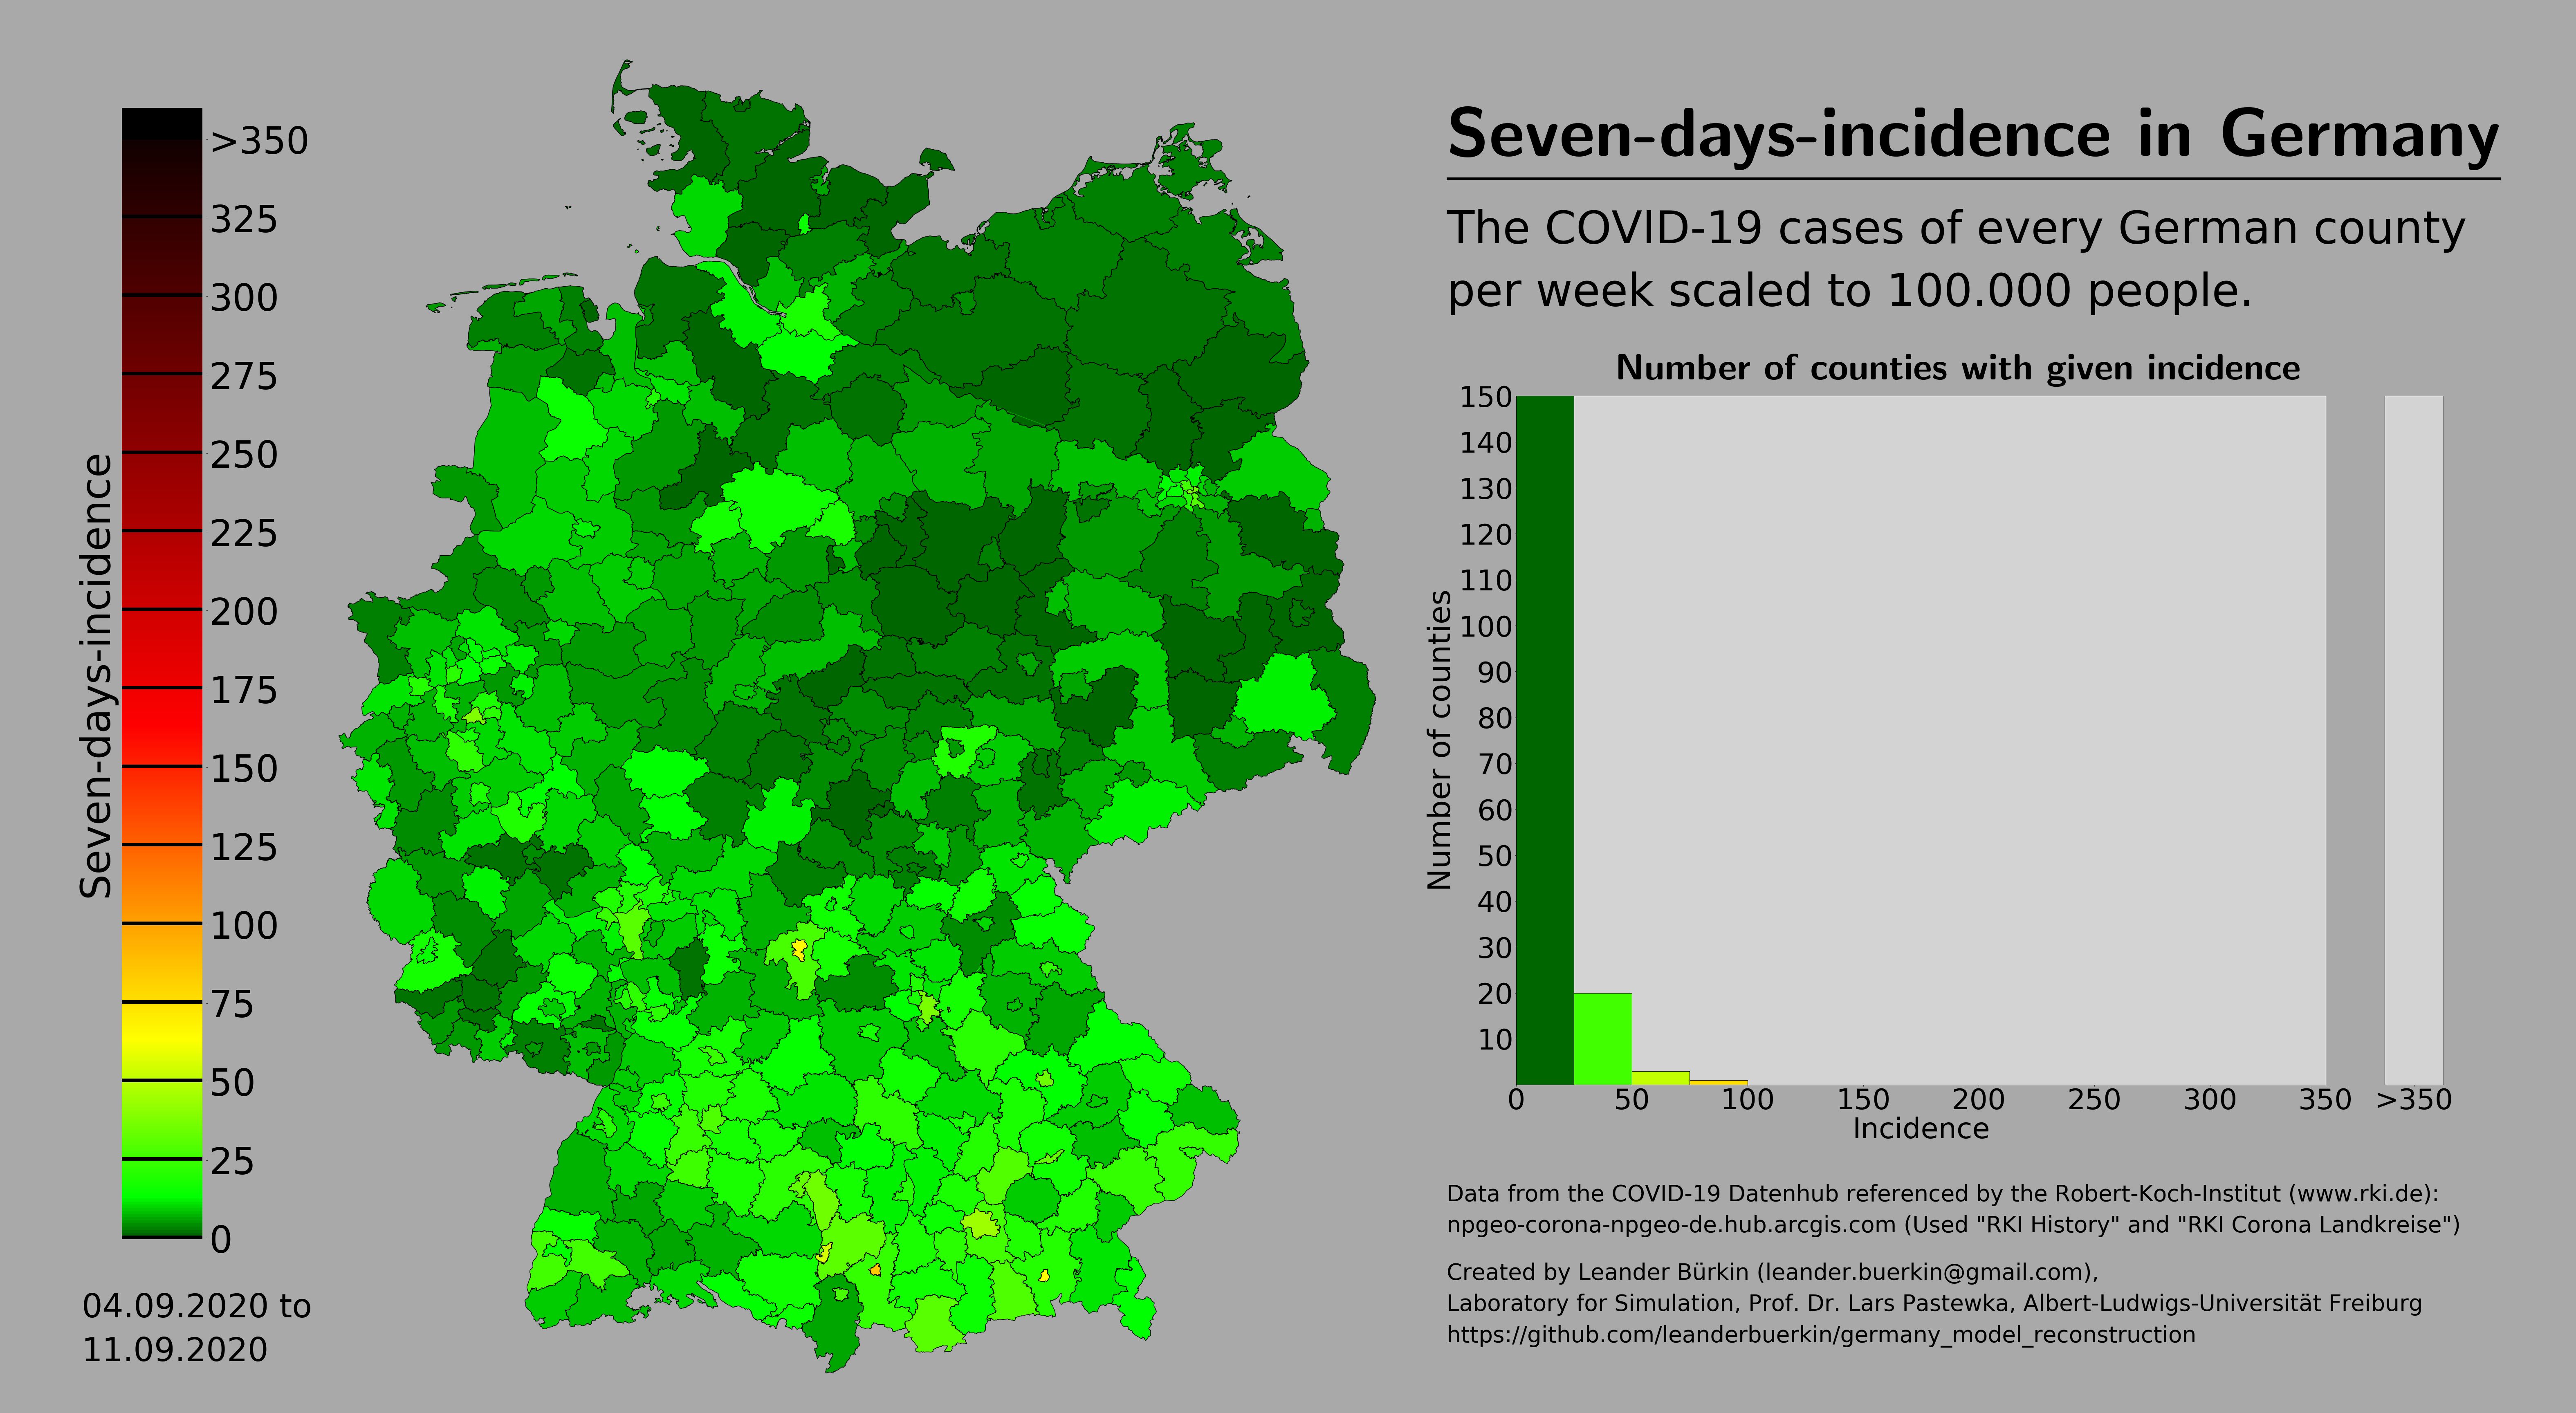 Seven-days-incidence in Germany
The COVID-19 cases of every German county
per week scaled to 100.000 people.
Seven-days-incidence
>350
325
300
275
250
225
200
175
150
125
100
75
50
25
0
04.09.2020 to
11.09.2020
Number of counties with given incidence
Number of counties
150
140
130
120
110
100
90
80
70
60
50
40
30
20
10
0 50 100 150 200 250 300 350 >350
Incidence
Data from the COVID-19 Datenhub referenced by the Robert-Koch-Institut (www.rki.de):
npgeo-corona-npgeo-de.hub.arcgis.com (Used "RKI History" and "RKI Corona Landkreise")
Created by Leander Bürkin (leander.buerkin@gmail.com),
Laboratory for Simulation, Prof. Dr. Lars Pastewka, Albert-Ludwigs-Universität Freiburg
https://github.com/leanderbuerkin/germany_model_reconstruction